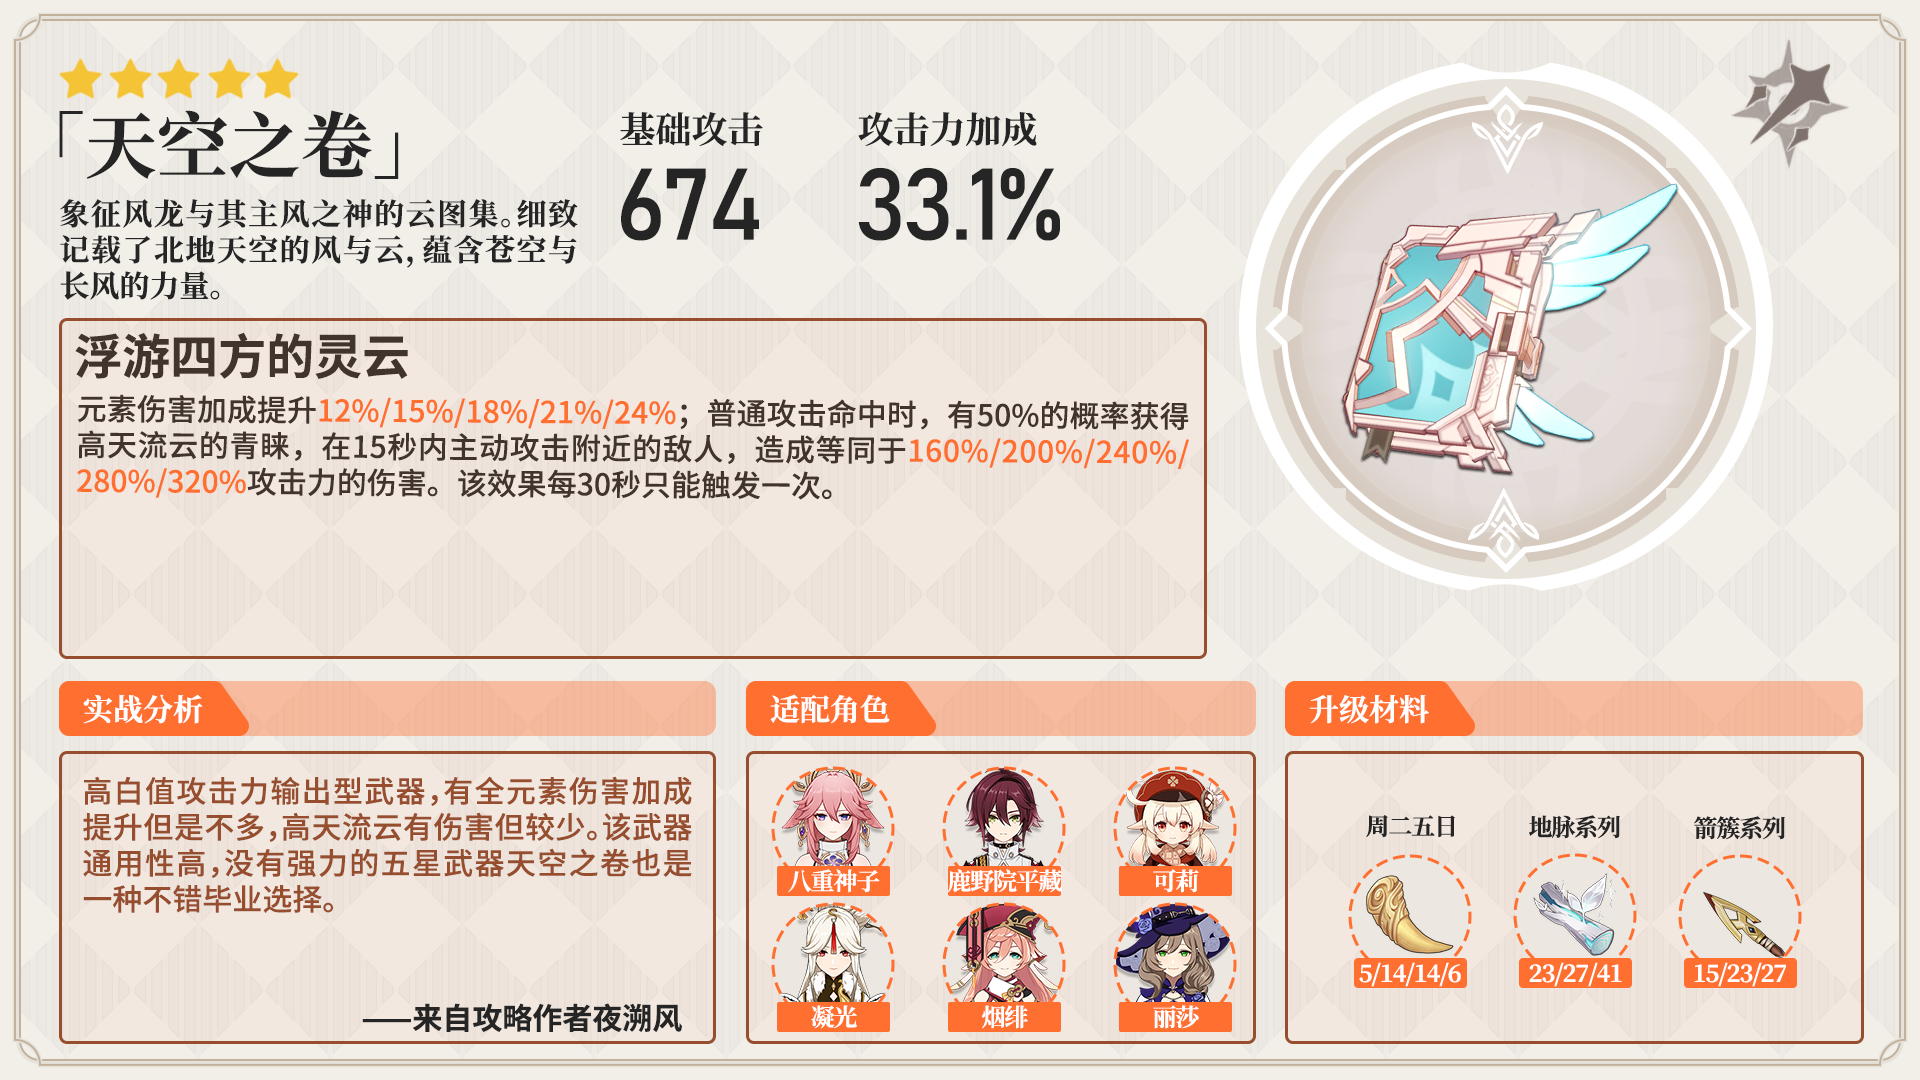 「天空之卷」
基础攻击
674
攻击力加成
33.1%
象征风龙与其主风之神的云图集。细致
记载了北地天空的风与云，蕴含苍空与
长风的力量。
浮游四方的灵云
元素伤害加成提升12%/15%/18%/21%/24%；普通攻击命中时，有50%的概率获得
高天流云的青睐，在15秒内主动攻击附近的敌人，造成等同于160%/200%/240%/
280%/320%攻击力的伤害。该效果每30秒只能触发一次。
实战分析
高白值攻击力输出型武器，有全元素伤害加成
提升但是不多，高天流云有伤害但较少。该武器
通用性高，没有强力的五星武器天空之卷也是
一种不错毕业选择。
——来自攻略作者夜溯风
适配角色
八重神子
鹿野院平藏
可莉
凝光
烟绯
丽莎
升级材料
周二五日
地脉系列
箭簇系列
5/14/14/6
23/27/41
15/23/27